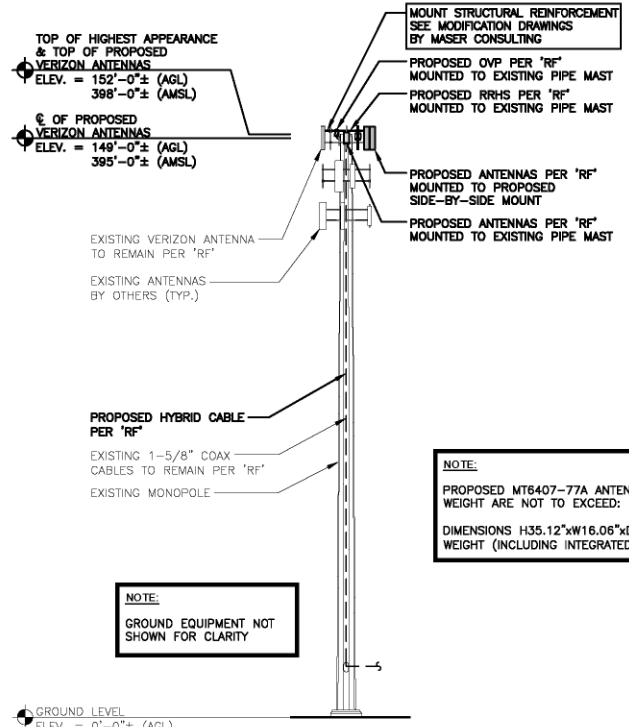 TOP OF HIGHEST APPEARANCE
& TOP OF PROPOSED
VERIZON ANTENNAS
ELEV. = 152'-0"± (AGL)
398'-0"± (AMSL)
℄ OF PROPOSED
VERIZON ANTENNAS
ELEV. = 149'-0"± (AGL)
395'-0"± (AMSL)
MOUNT STRUCTURAL REINFORCEMENT
SEE MODIFICATION DRAWINGS
BY MASER CONSULTING
PROPOSED OVP PER 'RF'
MOUNTED TO EXISTING PIPE MAST
PROPOSED RRHS PER 'RF'
MOUNTED TO EXISTING PIPE MAST
PROPOSED ANTENNAS PER 'RF'
MOUNTED TO PROPOSED
SIDE-BY-SIDE MOUNT
PROPOSED ANTENNAS PER 'RF'
MOUNTED TO EXISTING PIPE MAST
EXISTING VERIZON ANTENNA
TO REMAIN PER 'RF'
EXISTING ANTENNAS
BY OTHERS (TYP.)
PROPOSED HYBRID CABLE
PER 'RF'
EXISTING 1-5/8" COAX
CABLES TO REMAIN PER 'RF'
EXISTING MONOPOLE
NOTE:
PROPOSED MT6407-77A ANTEN
WEIGHT ARE NOT TO EXCEED:
DIMENSIONS H35.12"xW16.06"x
WEIGHT (INCLUDING INTEGRATED
NOTE:
GROUND EQUIPMENT NOT
SHOWN FOR CLARITY
GROUND LEVEL
ELEV. = 0'-0"± (AGL)